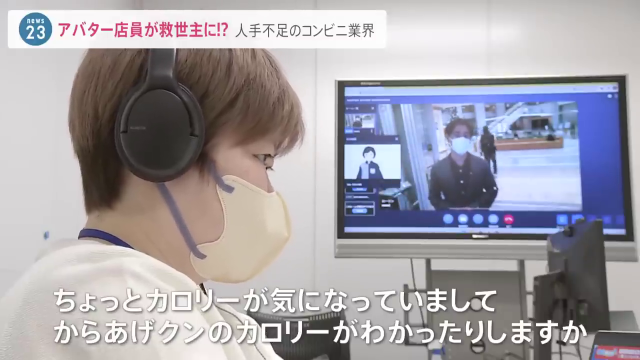 news
23
アバター店員が救世主に!? 人手不足のコンビニ業界
ちょっとカロリーが気になっていまして
からあげクンのカロリーがわかったりしますか